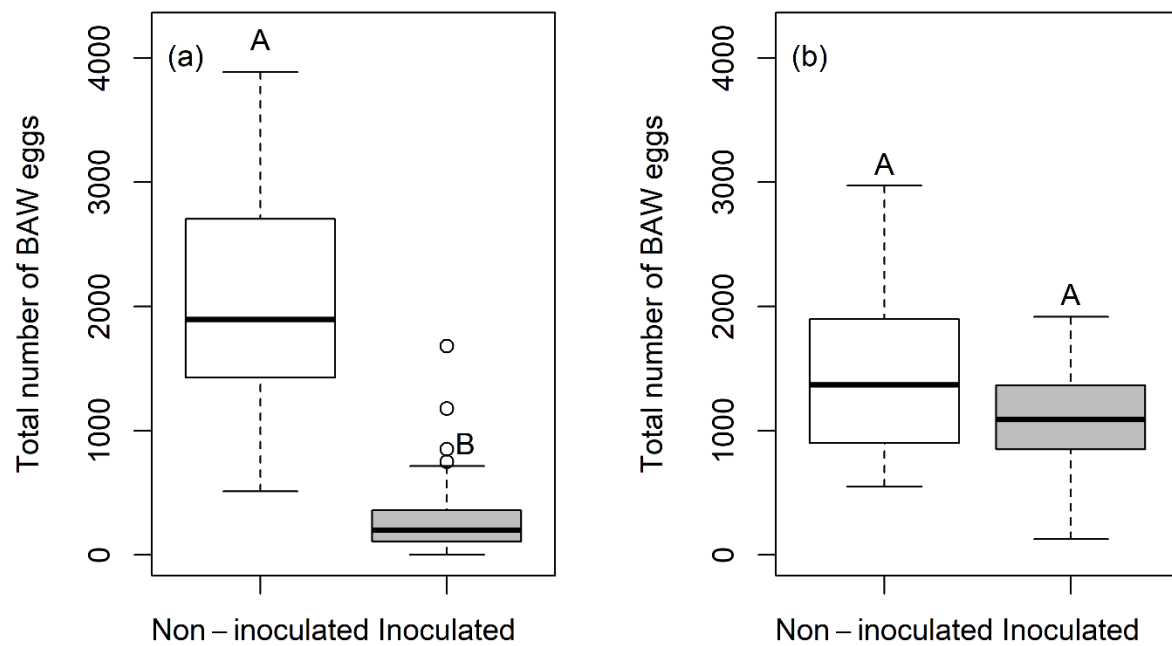 (a)
A
B
Total number of BAW eggs
4000
3000
2000
1000
0
Non – inoculated Inoculated
(b)
A
A
Total number of BAW eggs
4000
3000
2000
1000
0
Non – inoculated Inoculated